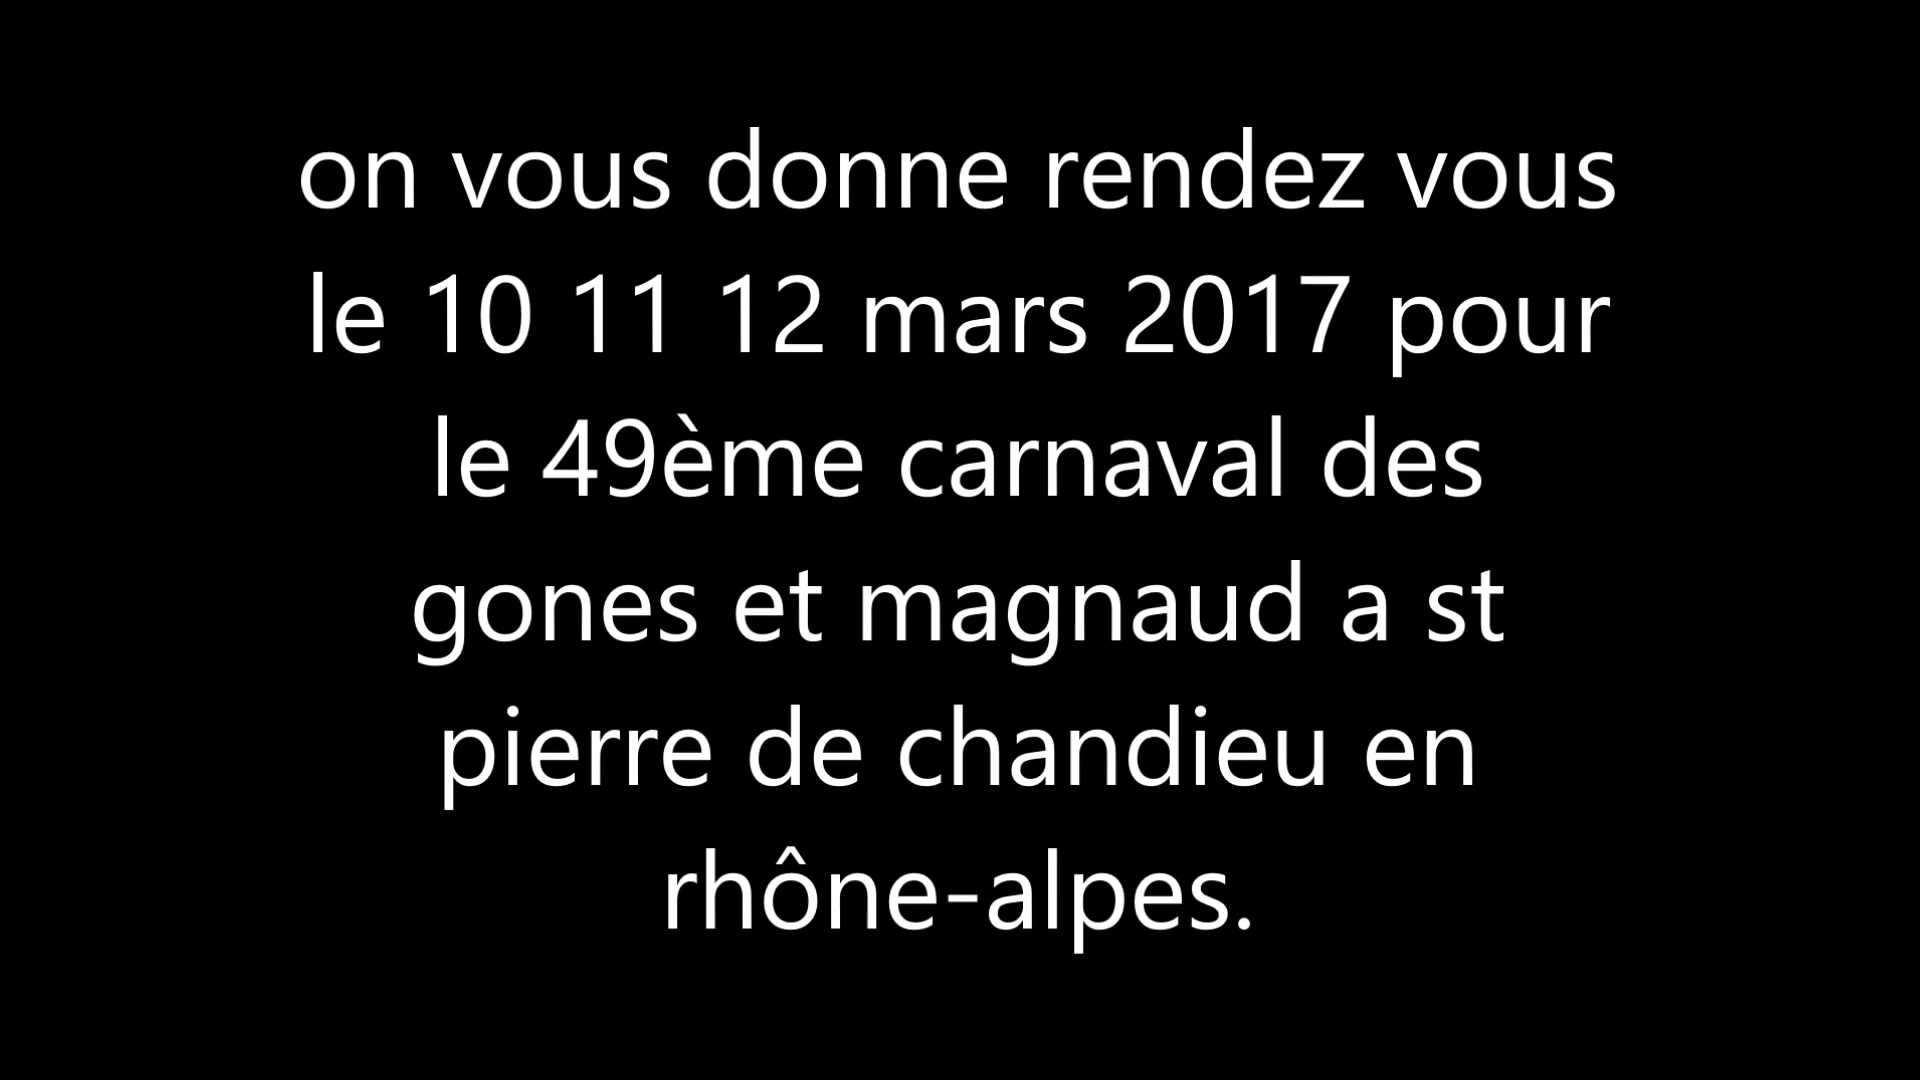 on vous donne rendez vous
le 10 11 12 mars 2017 pour
le 49ème carnaval des
gones et magnaud a st
pierre de chandieu en
rhône-alpes.